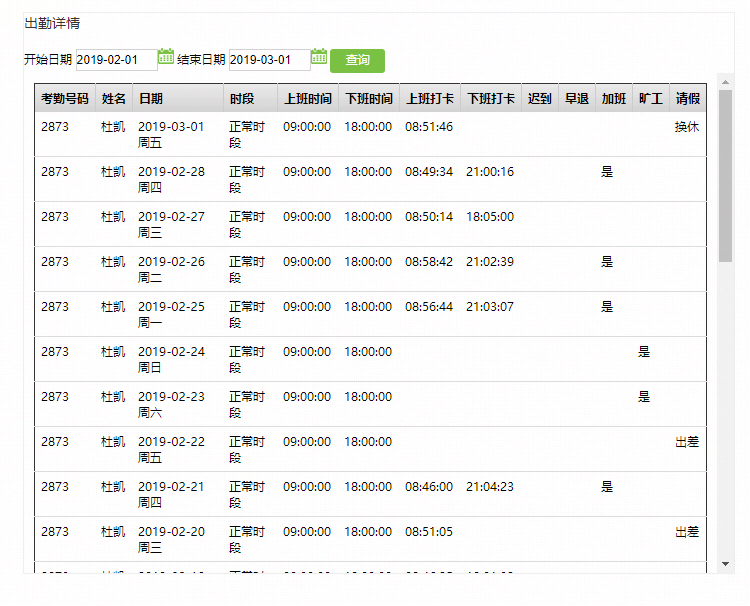 出勤详情
开始日期 2019-02-01 结束日期 2019-03-01 查询
考勤号码 姓名 日期 时段 上班时间 下班时间 上班打卡 下班打卡 迟到 早退 加班 旷工 请假
2873 杜凯 2019-03-01 正常时 09:00:00 18:00:00 08:51:46 换休
周五 段
2873 杜凯 2019-02-28 正常时 09:00:00 18:00:00 08:49:34 21:00:16 是
周四 段
2873 杜凯 2019-02-27 正常时 09:00:00 18:00:00 08:50:14 18:05:00
周三 段
2873 杜凯 2019-02-26 正常时 09:00:00 18:00:00 08:58:42 21:02:39 是
周二 段
2873 杜凯 2019-02-25 正常时 09:00:00 18:00:00 08:56:44 21:03:07 是
周一 段
2873 杜凯 2019-02-24 正常时 09:00:00 18:00:00 是
周日 段
2873 杜凯 2019-02-23 正常时 09:00:00 18:00:00 是
周六 段
2873 杜凯 2019-02-22 正常时 09:00:00 18:00:00 出差
周五 段
2873 杜凯 2019-02-21 正常时 09:00:00 18:00:00 08:46:00 21:04:23 是
周四 段
2873 杜凯 2019-02-20 正常时 09:00:00 18:00:00 08:51:05 出差
周三 段